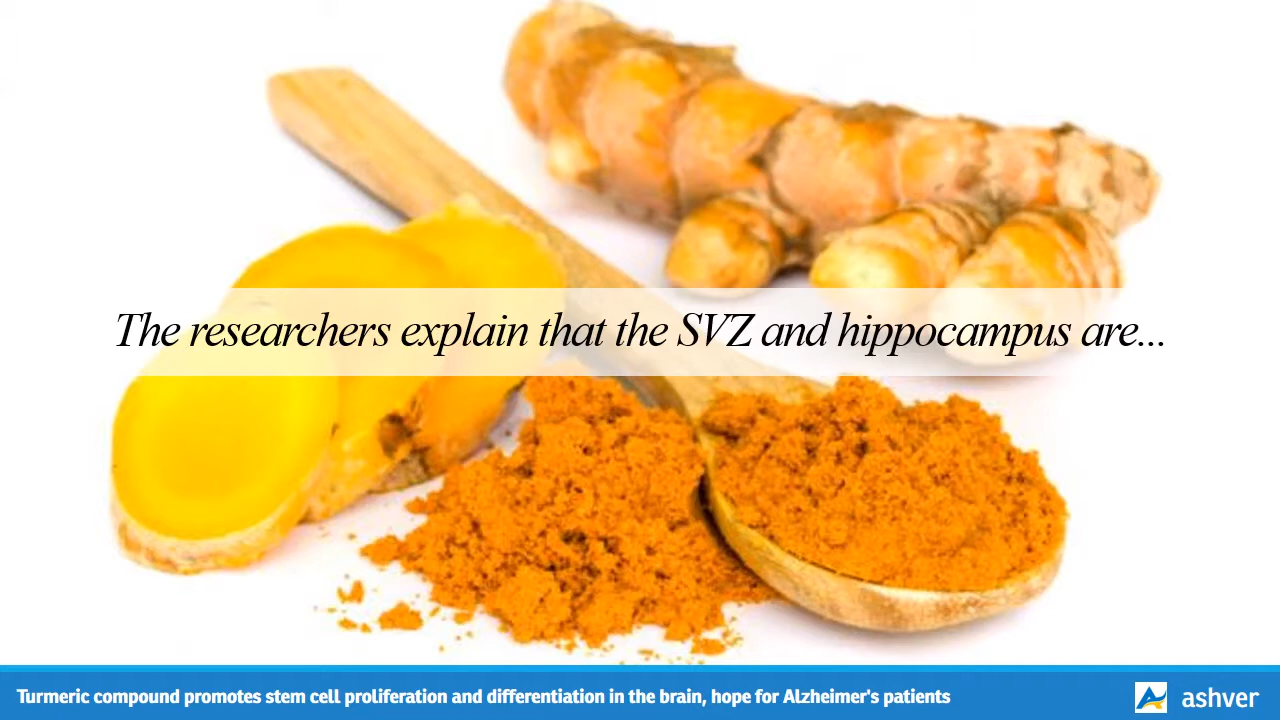 The researchers explain that the SVZ and hippocampus are...
Turmeric compound promotes stem cell proliferation and differentiation in the brain, hope for Alzheimer's patients
ashver